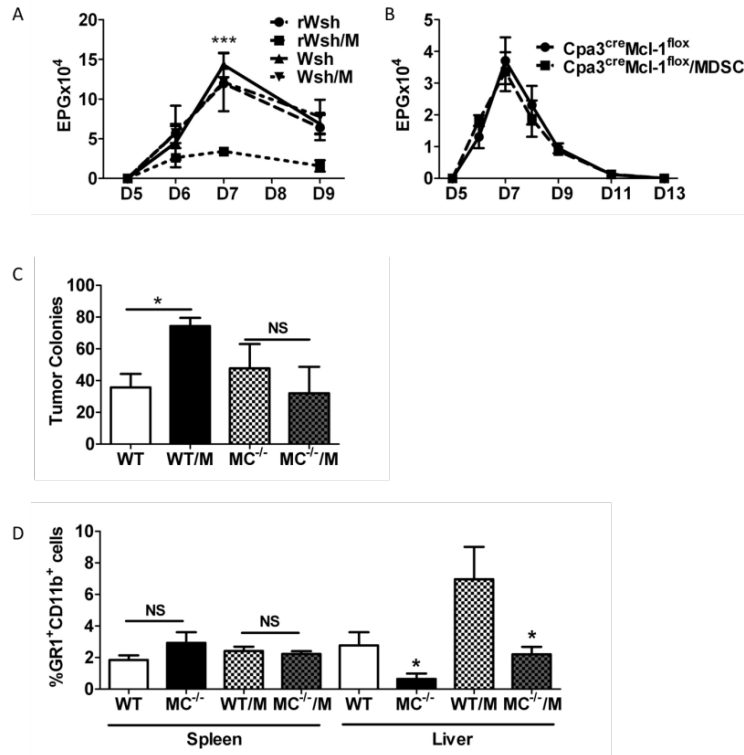 A
EPGx10⁴
20
15
10
5
0
D5 D6 D7 D8 D9
***
rWsh
rWsh/M
Wsh
Wsh/M
B
EPGx10⁴
5
4
3
2
1
0
D5 D7 D9 D11 D13
Cpa3ᶜʳᵉMcl-1ᶠˡᵒˣ
Cpa3ᶜʳᵉMcl-1ᶠˡᵒˣ/MDSC
C
Tumor Colonies
100
80
60
40
20
0
*
NS
WT WT/M MC⁻/⁻ MC⁻/⁻/M
D
%GR1⁺CD11b⁺ cells
10
8
6
4
2
0
NS
NS
*
*
WT MC⁻/⁻ WT/M MC⁻/⁻/M WT MC⁻/⁻ WT/M MC⁻/⁻/M
Spleen Liver